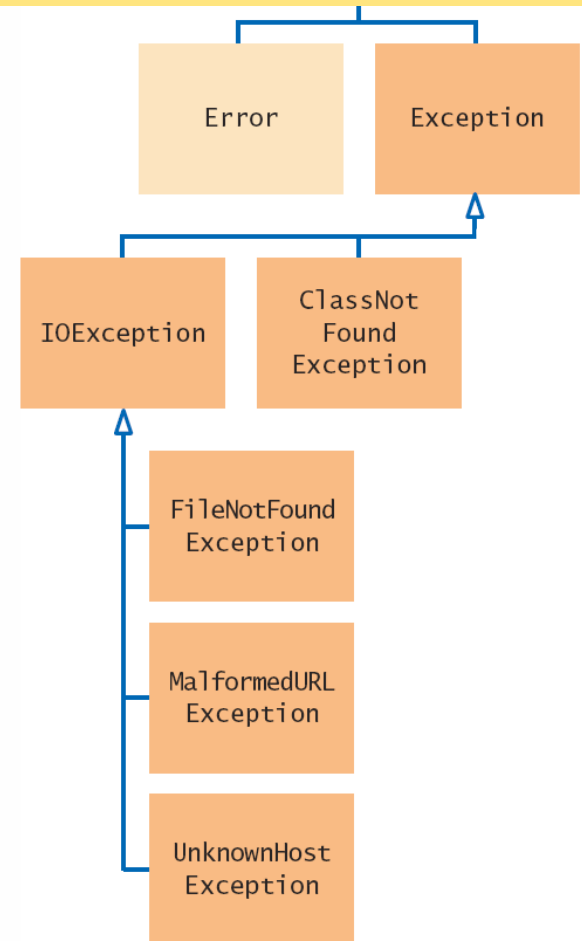 Error
Exception
IOException
ClassNot
Found
Exception
FileNotFound
Exception
MalformedURL
Exception
UnknownHost
Exception